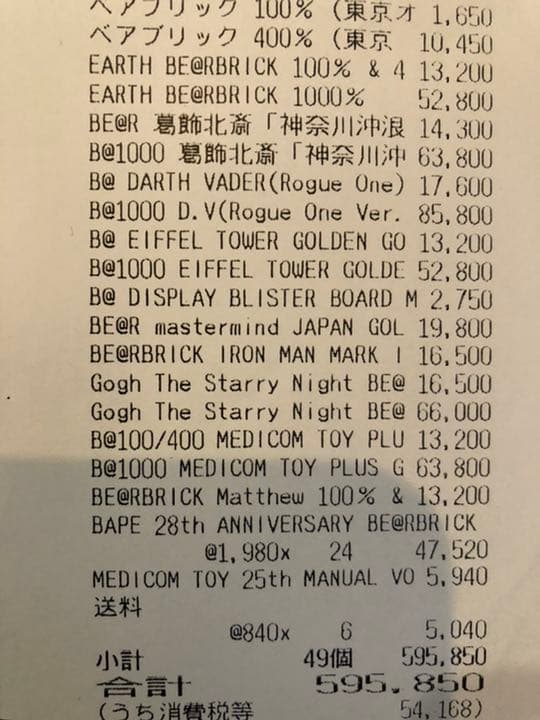 ベアブリック 100% (東京オ 1,650
ベアブリック 400% (東京 10,450
EARTH BE@RBRICK 100% & 4 13,200
EARTH BE@RBRICK 1000% 52,800
BE@R 葛飾北斎「神奈川沖浪 14,300
B@1000 葛飾北斎「神奈川沖 63,800
B@ DARTH VADER(Rogue One) 17,600
B@1000 D.V(Rogue One Ver. 85,800
B@ EIFFEL TOWER GOLDEN GO 13,200
B@1000 EIFFEL TOWER GOLDE 52,800
B@ DISPLAY BLISTER BOARD M 2,750
BE@R mastermind JAPAN GOL 19,800
BE@RBRICK IRON MAN MARK I 16,500
Gogh The Starry Night BE@ 16,500
Gogh The Starry Night BE@ 66,000
B@100/400 MEDICOM TOY PLU 13,200
B@1000 MEDICOM TOY PLUS G 63,800
BE@RBRICK Matthew 100% & 13,200
BAPE 28th ANNIVERSARY BE@RBRICK
@1,980x 24 47,520
MEDICOM TOY 25th MANUAL VO 5,940
送料
@840x 6 5,040
小計 49個 595,850
合計 595,850
(うち消費税等 54,168)